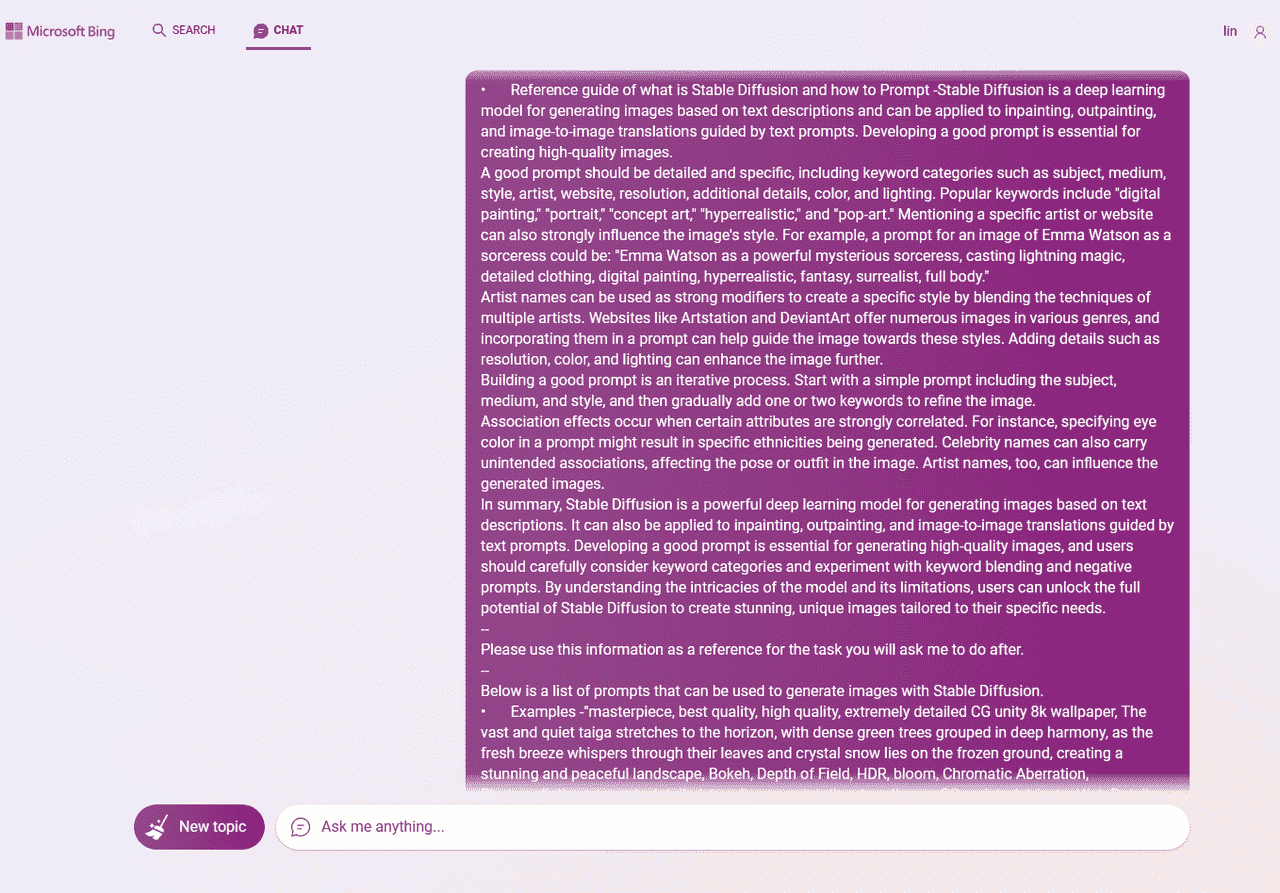 Microsoft Bing
SEARCH
CHAT
lin
• Reference guide of what is Stable Diffusion and how to Prompt -Stable Diffusion is a deep learning
model for generating images based on text descriptions and can be applied to inpainting, outpainting,
and image-to-image translations guided by text prompts. Developing a good prompt is essential for
creating high-quality images.
A good prompt should be detailed and specific, including keyword categories such as subject, medium,
style, artist, website, resolution, additional details, color, and lighting. Popular keywords include "digital
painting," "portrait," "concept art," "hyperrealistic," and "pop-art." Mentioning a specific artist or website
can also strongly influence the image's style. For example, a prompt for an image of Emma Watson as a
sorceress could be: "Emma Watson as a powerful mysterious sorceress, casting lightning magic,
detailed clothing, digital painting, hyperrealistic, fantasy, surrealist, full body."
Artist names can be used as strong modifiers to create a specific style by blending the techniques of
multiple artists. Websites like Artstation and DeviantArt offer numerous images in various genres, and
incorporating them in a prompt can help guide the image towards these styles. Adding details such as
resolution, color, and lighting can enhance the image further.
Building a good prompt is an iterative process. Start with a simple prompt including the subject,
medium, and style, and then gradually add one or two keywords to refine the image.
Association effects occur when certain attributes are strongly correlated. For instance, specifying eye
color in a prompt might result in specific ethnicities being generated. Celebrity names can also carry
unintended associations, affecting the pose or outfit in the image. Artist names, too, can influence the
generated images.
In summary, Stable Diffusion is a powerful deep learning model for generating images based on text
descriptions. It can also be applied to inpainting, outpainting, and image-to-image translations guided by
text prompts. Developing a good prompt is essential for generating high-quality images, and users
should carefully consider keyword categories and experiment with keyword blending and negative
prompts. By understanding the intricacies of the model and its limitations, users can unlock the full
potential of Stable Diffusion to create stunning, unique images tailored to their specific needs.
--
Please use this information as a reference for the task you will ask me to do after.
--
Below is a list of prompts that can be used to generate images with Stable Diffusion.
• Examples -"masterpiece, best quality, high quality, extremely detailed CG unity 8k wallpaper, The
vast and quiet taiga stretches to the horizon, with dense green trees grouped in deep harmony, as the
fresh breeze whispers through their leaves and crystal snow lies on the frozen ground, creating a
stunning and peaceful landscape, Bokeh, Depth of Field, HDR, bloom, Chromatic Aberration,
New topic
Ask me anything...